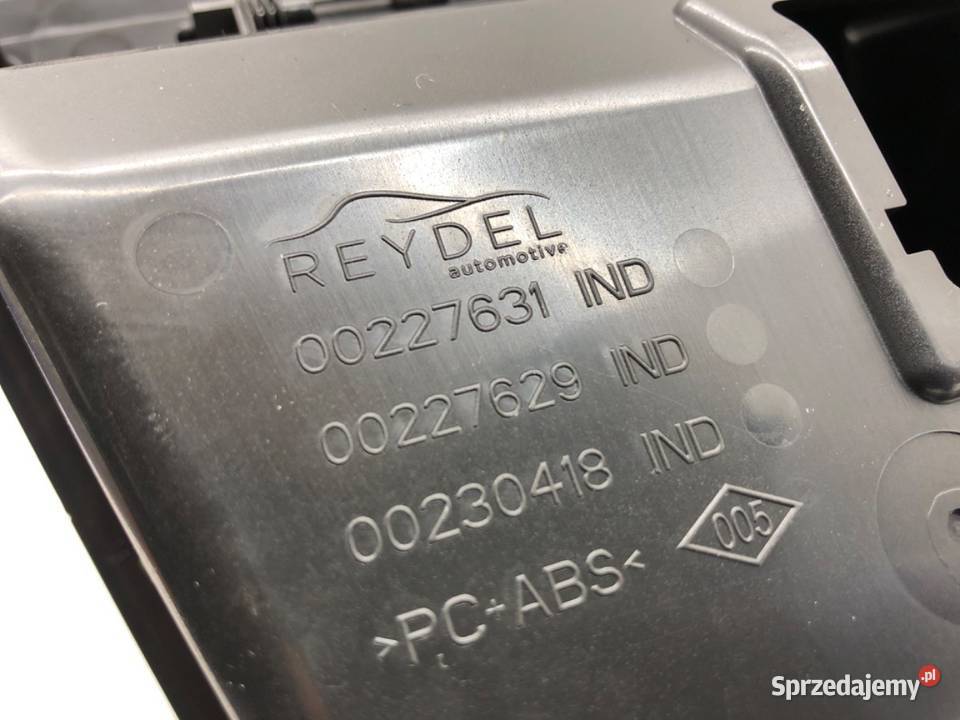 REYDEL
automotive
00227631 IND
00227629 IND
00230418 IND
005
>PC+ABS<
Sprzedajemy.pl